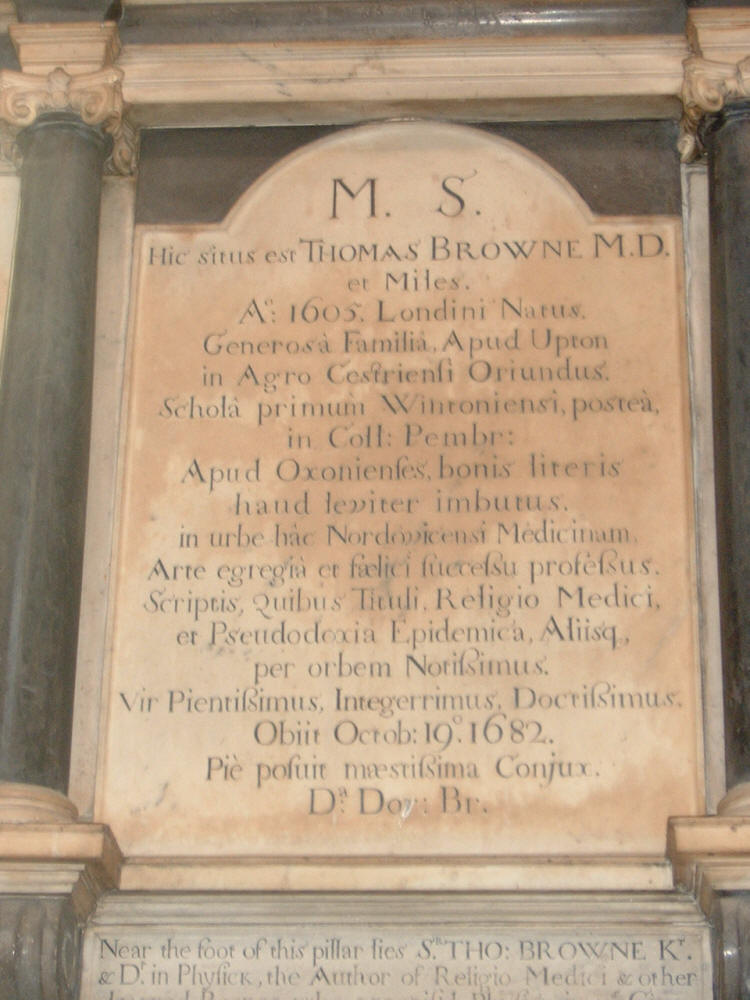 M. S.
Hic situs est THOMAS BROWNE M.D.
et Miles.
Aº: 1605. Londini Natus.
Generosà Familiâ, Apud Upton
in Agro Cestrienſi Oriundus.
Scholâ primum Wintoniensi, posteà,
in Coll: Pembr:
Apud Oxonienſes, bonis literis
haud leviter imbutus.
in urbe hâc Nordovicensi Medicinam,
Arte egregiâ et fælici ſucceſsu profeſsus.
Scriptis, Quibus Tituli, Religio Medici,
et Pseudodoxia Epidemica, Aliisq,
per orbem Notiſsimus.
Vir Pientiſsimus, Integerrimus, Doctiſsimus.
Obiit Octob: 19º. 1682.
Piè poſuit mæstiſsima Conjux.
Dª. Doy: Br.
Near the foot of this pillar lies Sʳ. THO: BROWNE Kᵗ.
& Dʳ. in Phyſick, the Author of Religio Medici & other